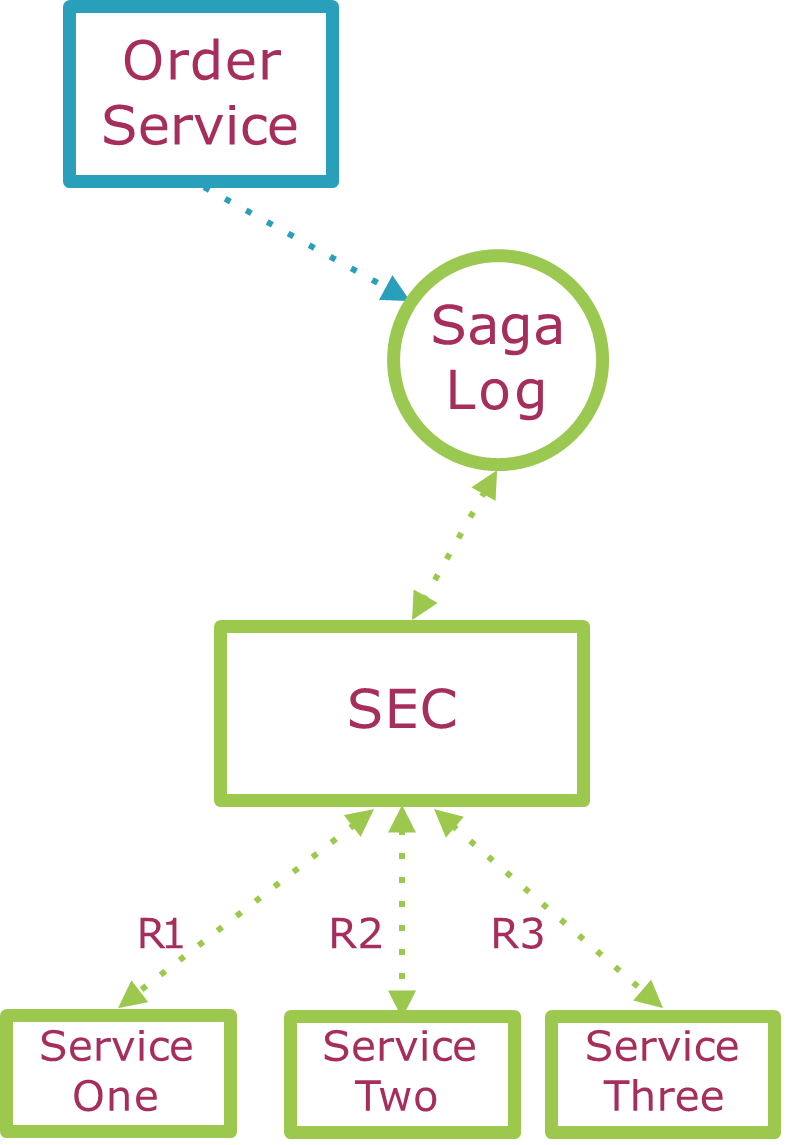 Order
Service
Saga
Log
SEC
R1
R2
R3
Service
One
Service
Two
Service
Three